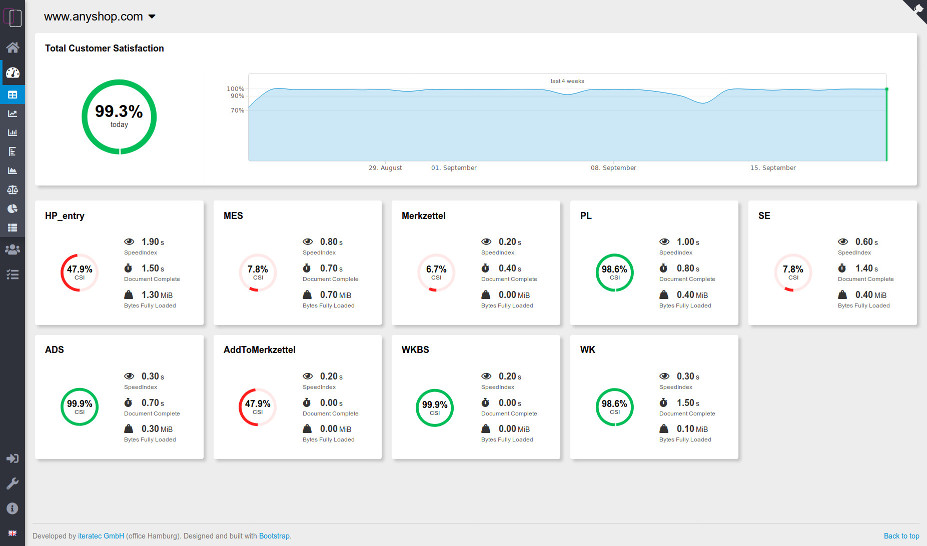 www.anyshop.com
Total Customer Satisfaction
99.3%
today
last 4 weeks
100%
90%
70%
29. August
01. September
08. September
15. September
HP_entry
47.9%
CSI
1.90 s
SpeedIndex
1.50 s
Document Complete
1.30 MiB
Bytes Fully Loaded
MES
7.8%
CSI
0.80 s
SpeedIndex
0.70 s
Document Complete
0.70 MiB
Bytes Fully Loaded
Merkzettel
6.7%
CSI
0.20 s
SpeedIndex
0.40 s
Document Complete
0.00 MiB
Bytes Fully Loaded
PL
98.6%
CSI
1.00 s
SpeedIndex
0.80 s
Document Complete
0.40 MiB
Bytes Fully Loaded
SE
7.8%
CSI
0.60 s
SpeedIndex
1.40 s
Document Complete
0.40 MiB
Bytes Fully Loaded
ADS
99.9%
CSI
0.30 s
SpeedIndex
0.70 s
Document Complete
0.30 MiB
Bytes Fully Loaded
AddToMerkzettel
47.9%
CSI
0.20 s
SpeedIndex
0.00 s
Document Complete
0.00 MiB
Bytes Fully Loaded
WKBS
99.9%
CSI
0.20 s
SpeedIndex
0.00 s
Document Complete
0.00 MiB
Bytes Fully Loaded
WK
98.6%
CSI
0.30 s
SpeedIndex
1.50 s
Document Complete
0.10 MiB
Bytes Fully Loaded
Developed by iteratec GmbH (office Hamburg). Designed and built with Bootstrap.
Back to top